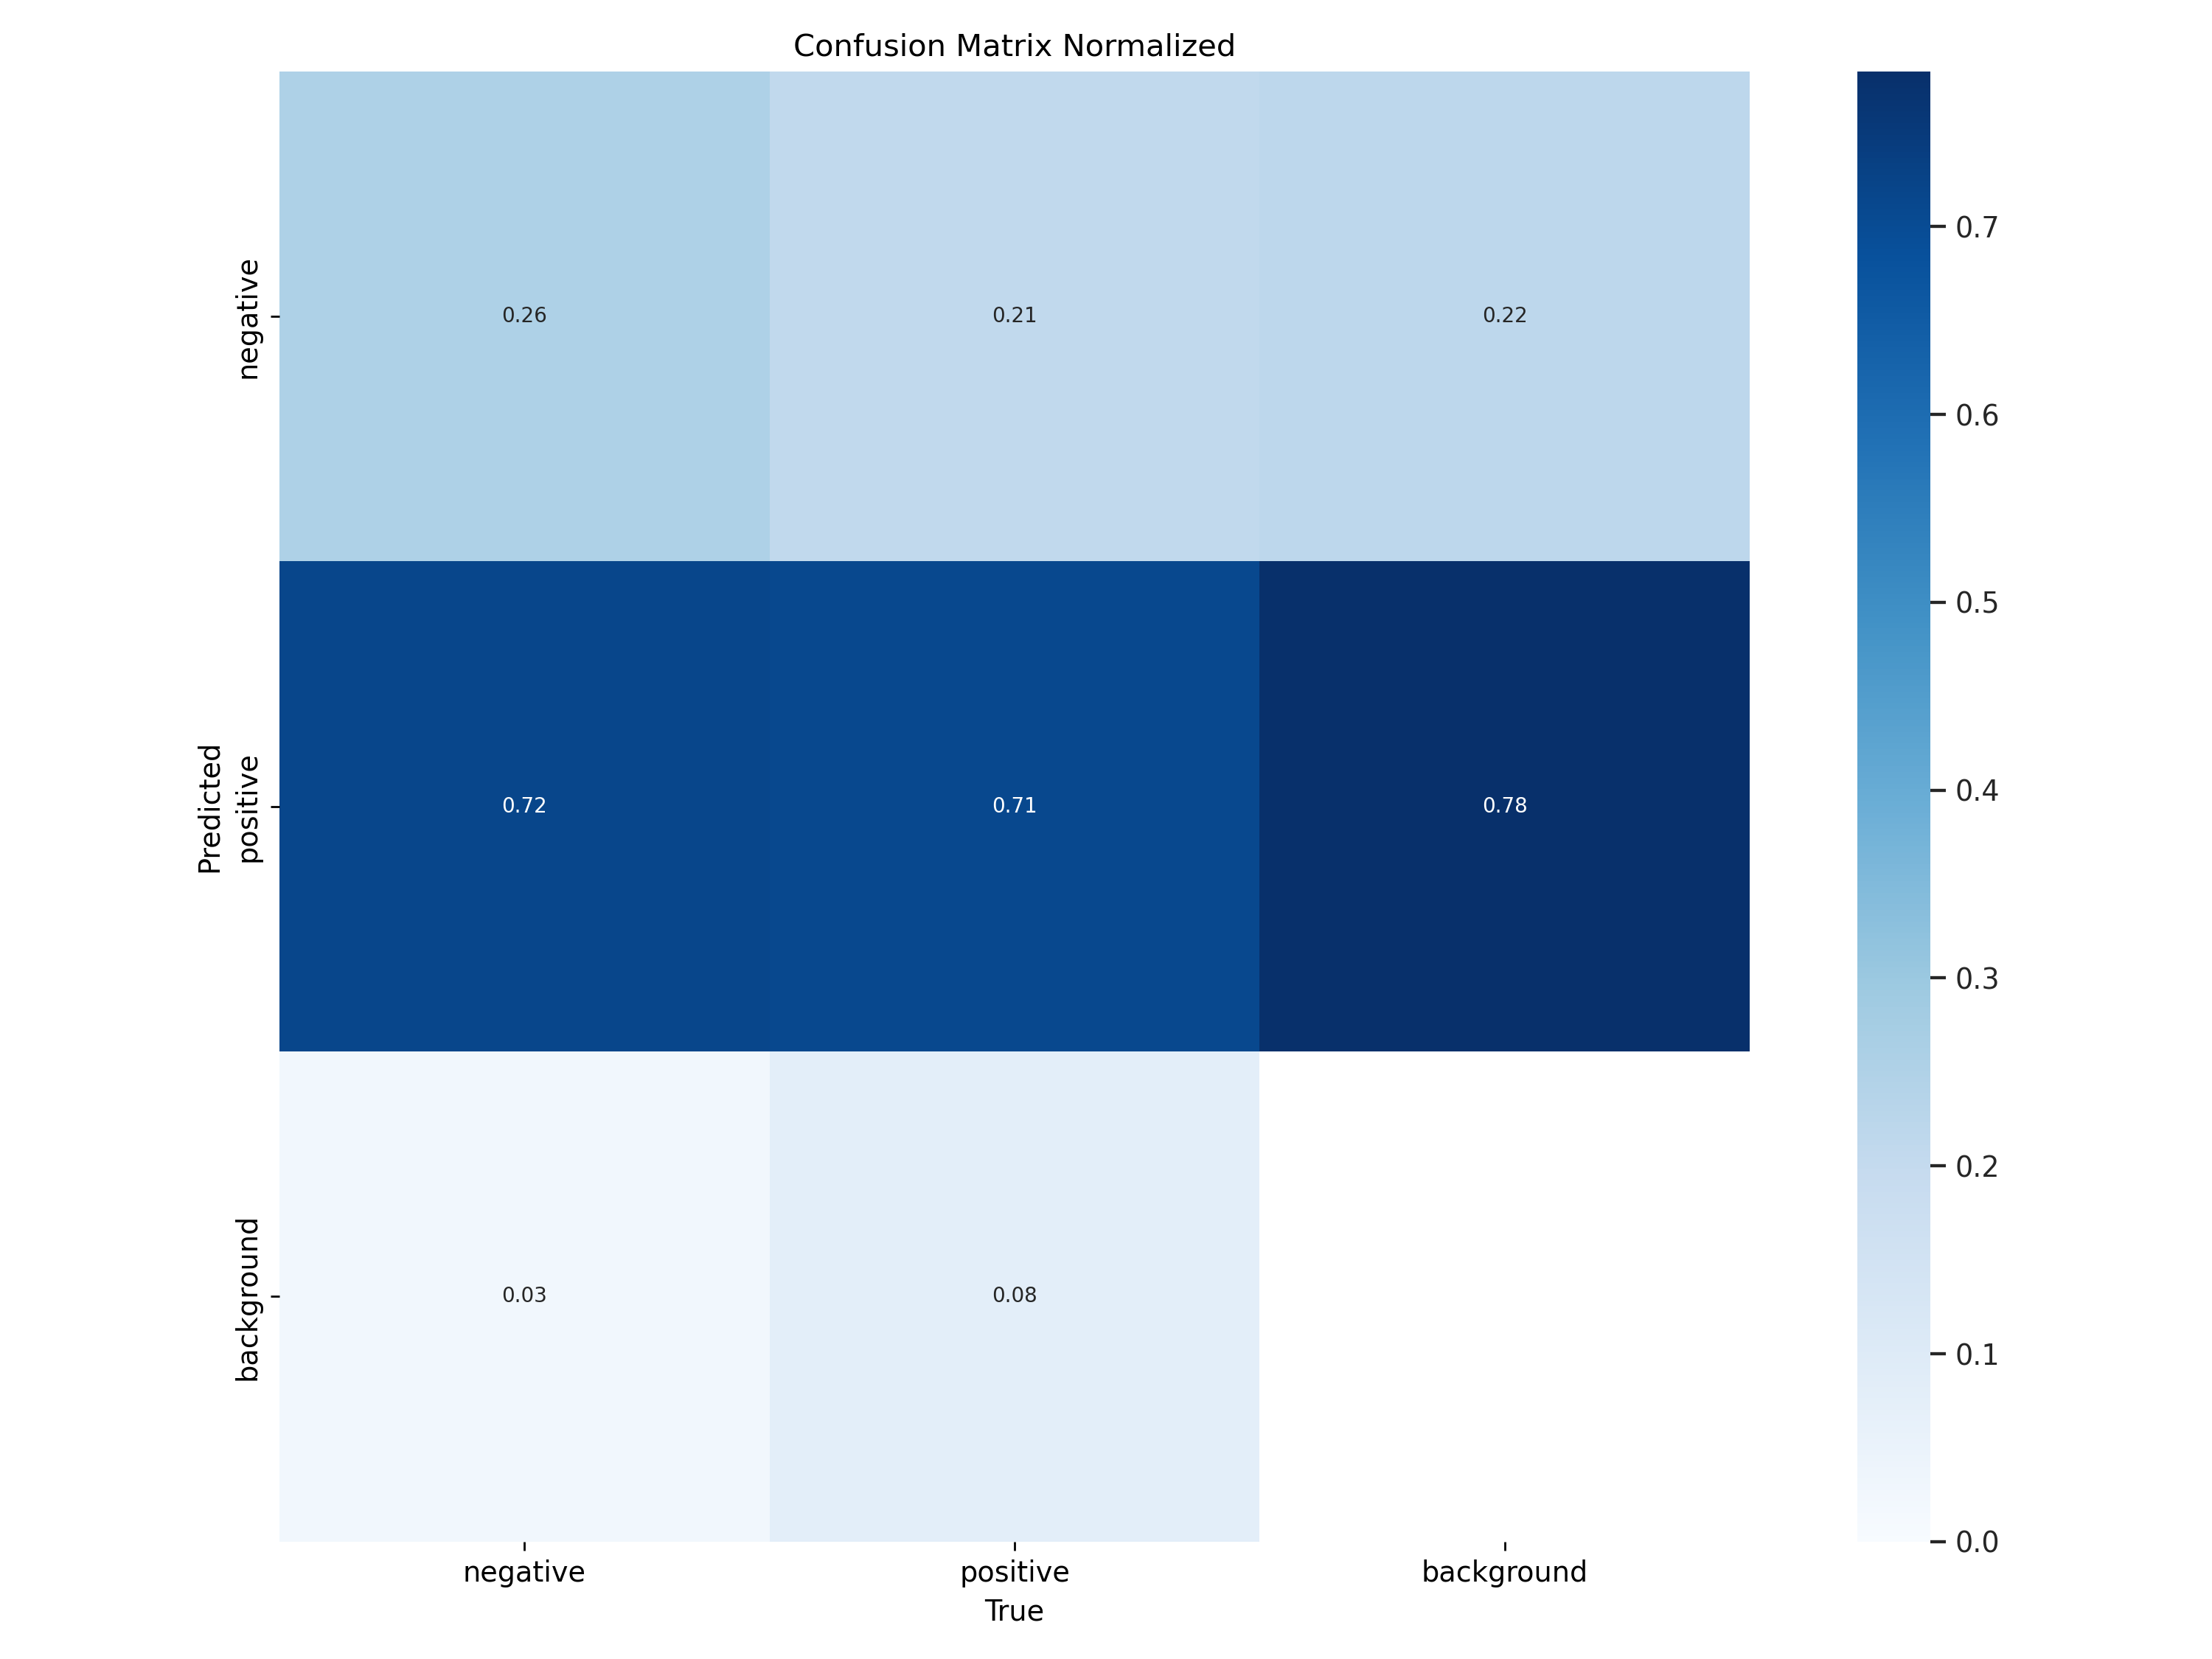 Confusion Matrix Normalized
negative
0.26
0.21
0.22
Predicted
positive
0.72
0.71
0.78
background
0.03
0.08
negative
positive
background
True
0.7
0.6
0.5
0.4
0.3
0.2
0.1
0.0